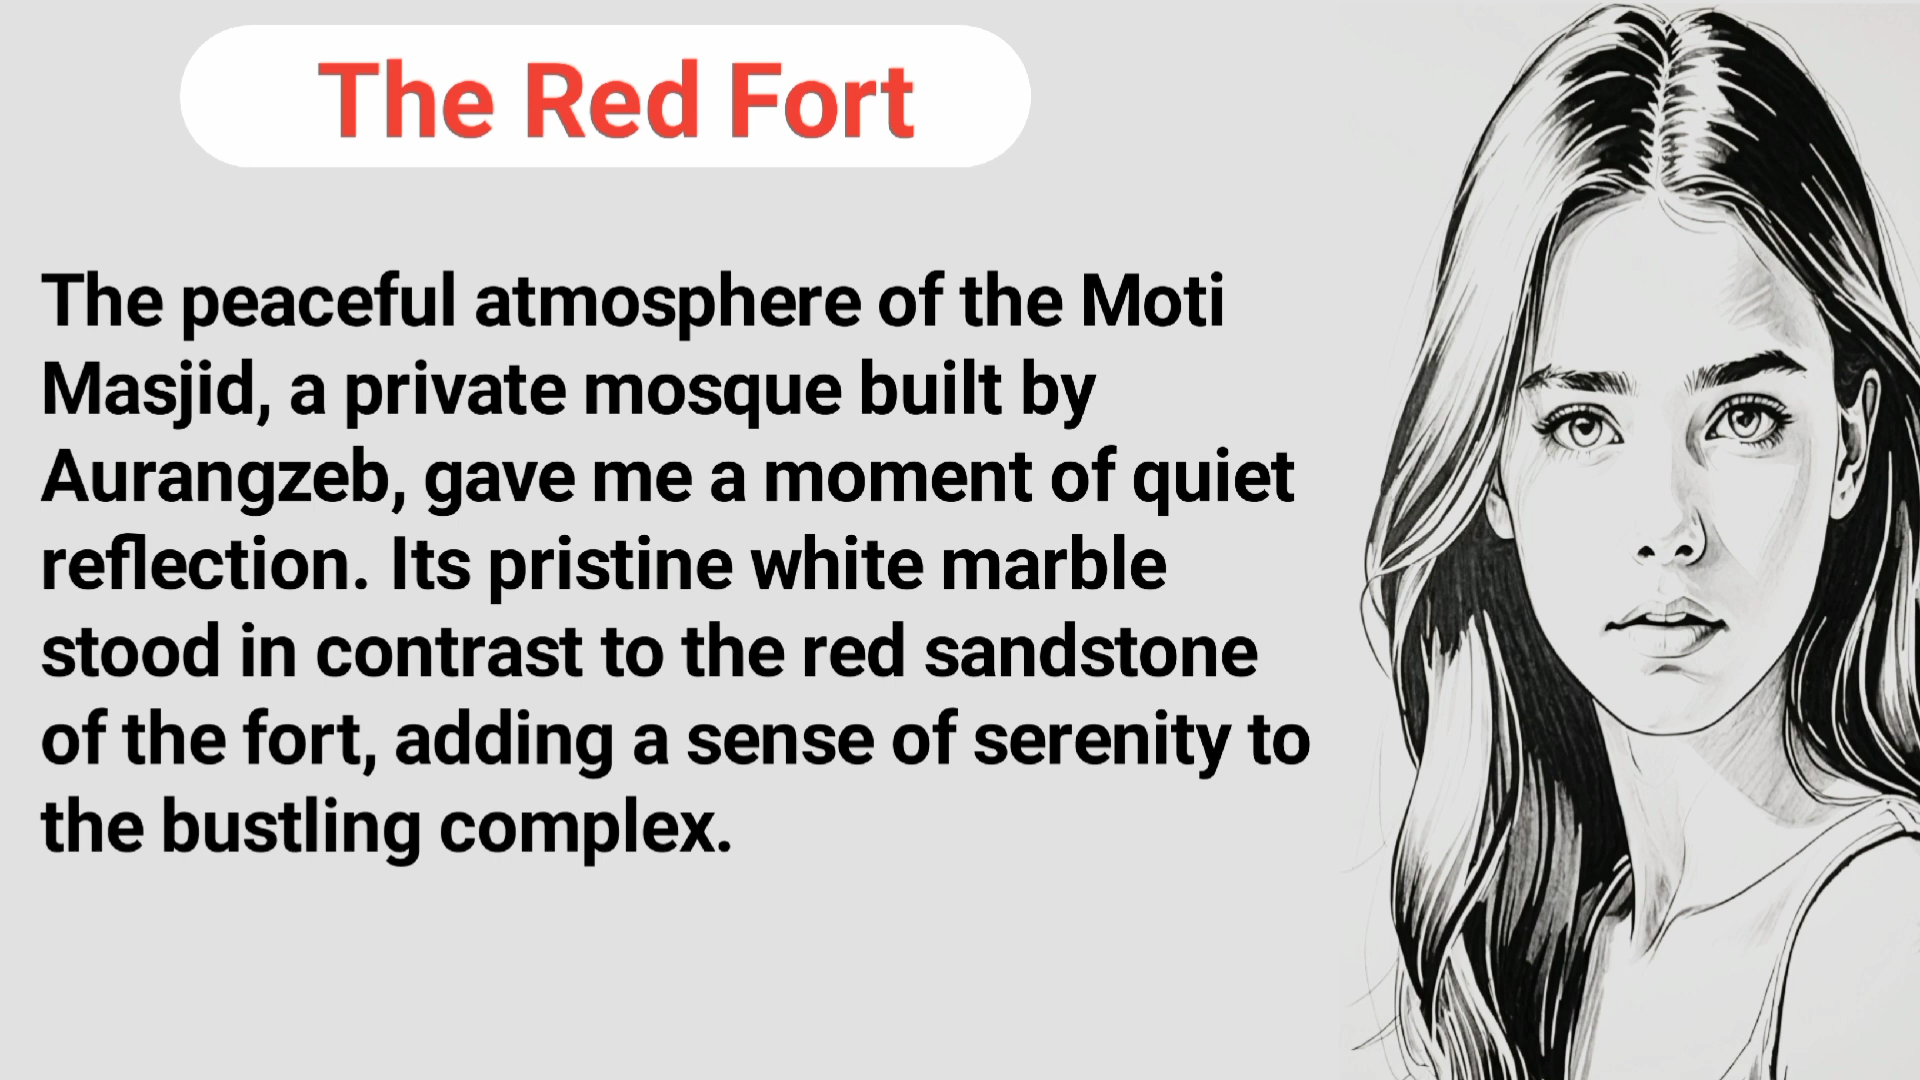 The Red Fort
The peaceful atmosphere of the Moti
Masjid, a private mosque built by
Aurangzeb, gave me a moment of quiet
reflection. Its pristine white marble
stood in contrast to the red sandstone
of the fort, adding a sense of serenity to
the bustling complex.